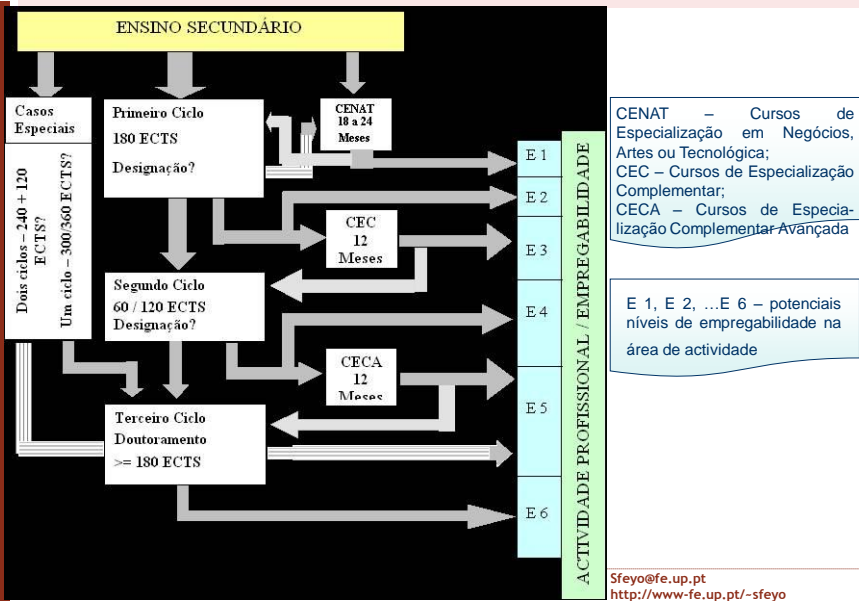 ENSINO SECUNDÁRIO
Casos
Especiais
Dois ciclos – 240 + 120
ECTS?
Um ciclo – 300/360 ECTS?
Primeiro Ciclo
180 ECTS
Designação?
CENAT
18 a 24
Meses
CEC
12
Meses
Segundo Ciclo
60 / 120 ECTS
Designação?
CECA
12
Meses
Terceiro Ciclo
Doutoramento
>= 180 ECTS
E 1
E 2
E 3
E 4
E 5
E 6
ACTIVIDADE PROFISSIONAL / EMPREGABILIDADE
CENAT – Cursos de
Especialização em Negócios,
Artes ou Tecnológica;
CEC – Cursos de Especialização
Complementar;
CECA – Cursos de Especia-
lização Complementar Avançada
E 1, E 2, …E 6 – potenciais
níveis de empregabilidade na
área de actividade
Sfeyo@fe.up.pt
http://www-fe.up.pt/~sfeyo